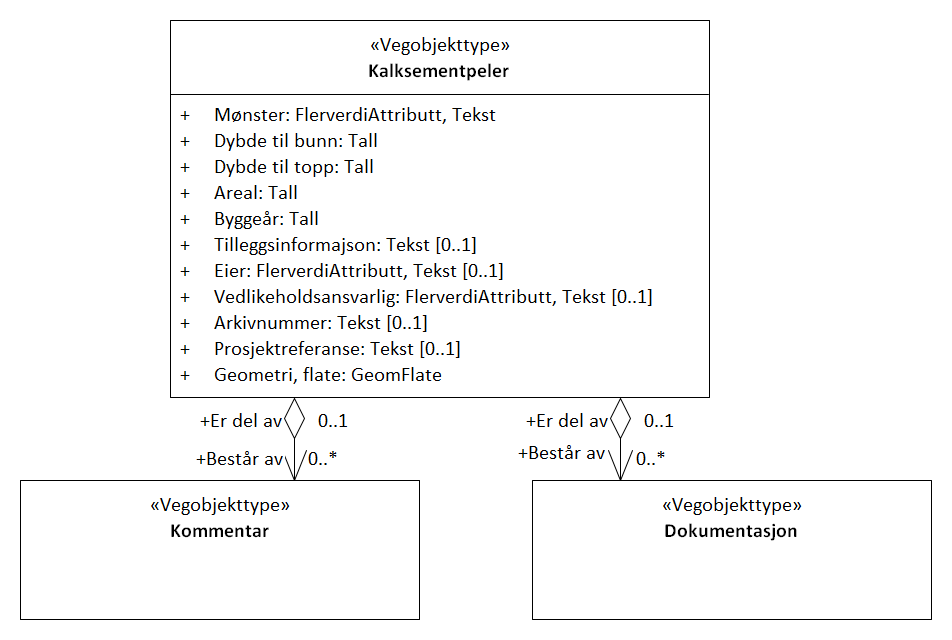 «Vegobjekttype»
Kalksementpeler
+ Mønster: FlerverdiAttributt, Tekst
+ Dybde til bunn: Tall
+ Dybde til topp: Tall
+ Areal: Tall
+ Byggeår: Tall
+ Tilleggsinformajson: Tekst [0..1]
+ Eier: FlerverdiAttributt, Tekst [0..1]
+ Vedlikeholdsansvarlig: FlerverdiAttributt, Tekst [0..1]
+ Arkivnummer: Tekst [0..1]
+ Prosjektreferanse: Tekst [0..1]
+ Geometri, flate: GeomFlate
+Er del av 0..1
+Er del av 0..1
+Består av 0..*
+Består av 0..*
«Vegobjekttype»
Kommentar
«Vegobjekttype»
Dokumentasjon